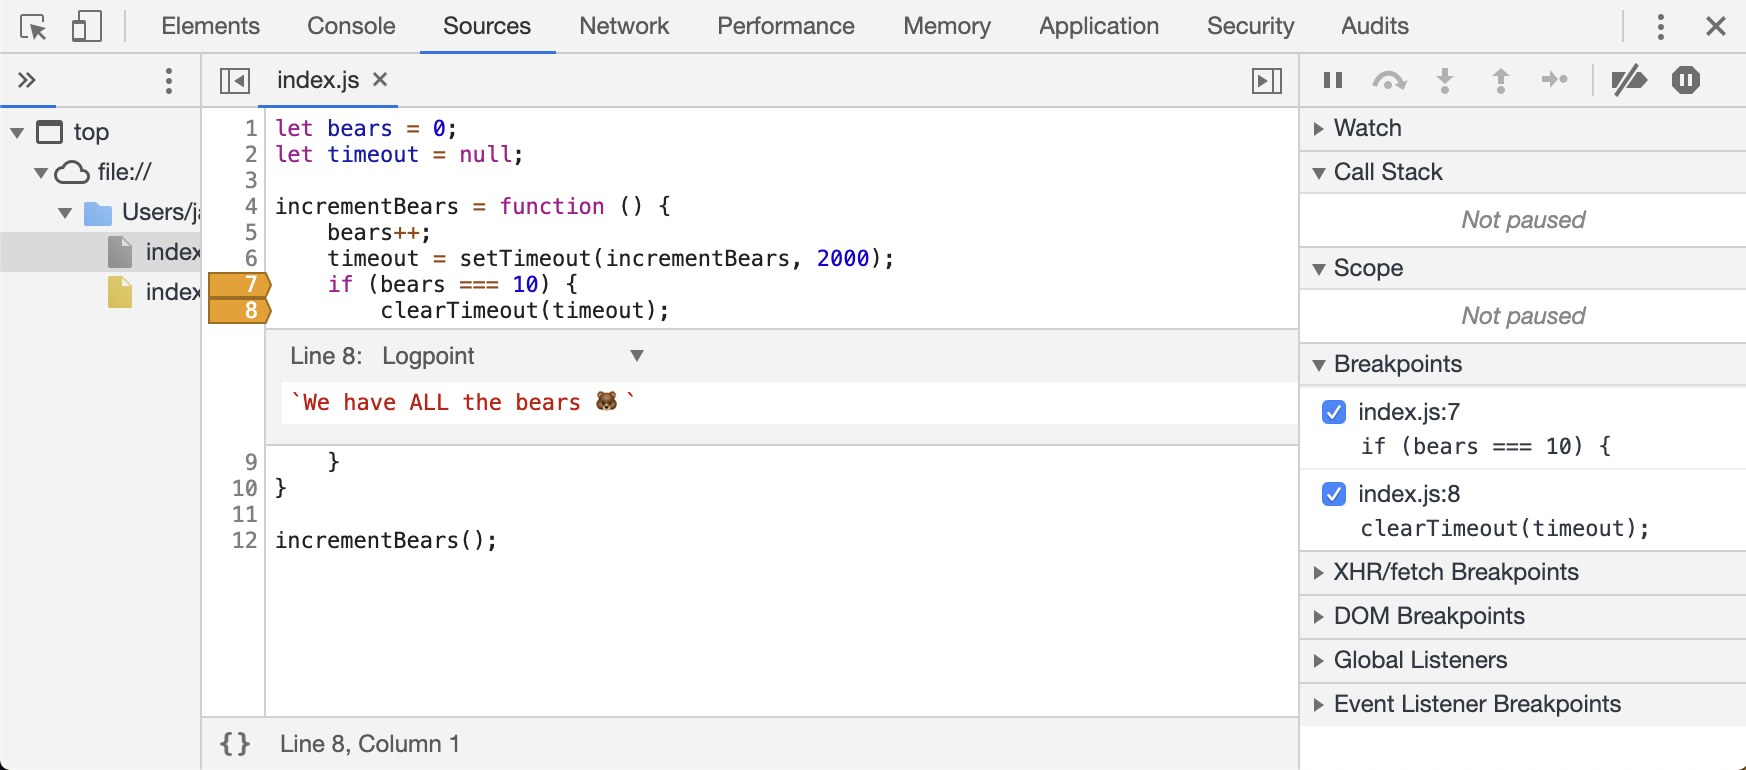 Elements Console Sources Network Performance Memory Application Security Audits
index.js
top
file://
Users/j
index
index
1 let bears = 0;
2 let timeout = null;
3
4 incrementBears = function () {
5     bears++;
6     timeout = setTimeout(incrementBears, 2000);
7     if (bears === 10) {
8         clearTimeout(timeout);
Line 8: Logpoint
`We have ALL the bears 🐻`
9     }
10 }
11
12 incrementBears();
{} Line 8, Column 1
Watch
Call Stack
Not paused
Scope
Not paused
Breakpoints
index.js:7
if (bears === 10) {
index.js:8
clearTimeout(timeout);
XHR/fetch Breakpoints
DOM Breakpoints
Global Listeners
Event Listener Breakpoints